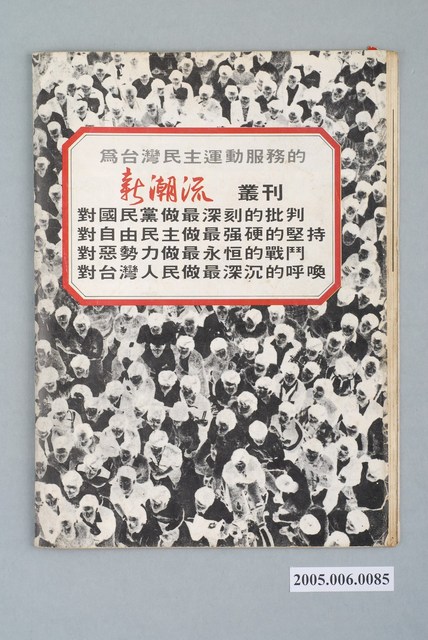 為台灣民主運動服務的
新潮流 叢刊
對國民黨做最深刻的批判
對自由民主做最强硬的堅持
對惡勢力做最永恒的戰鬥
對台灣人民做最深沉的呼喚
2005.006.0085